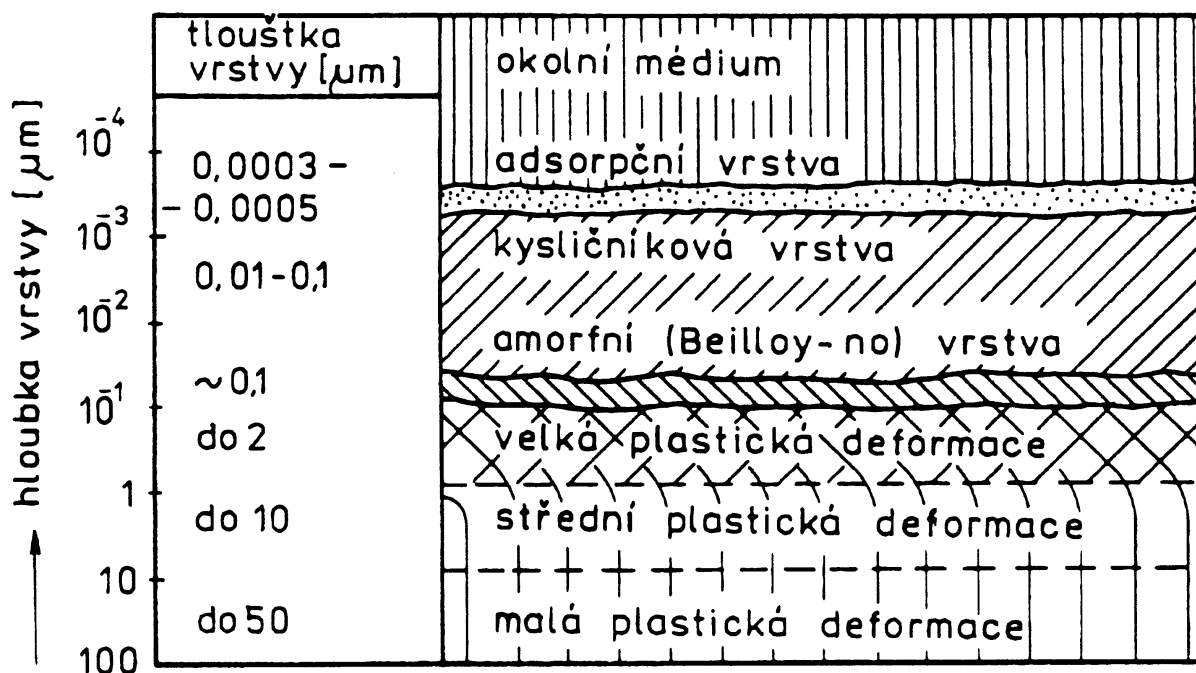 tlouštka
vrstvy [μm]
okolní médium
adsorpční vrstva
kysličníková vrstva
amorfní (Beilloy-no) vrstva
velká plastická deformace
střední plastická deformace
malá plastická deformace
0,0003 -
- 0,0005
0,01-0,1
~0,1
do 2
do 10
do 50
10⁻⁴
10⁻³
10⁻²
10⁻¹
1
10
100
hloubka vrstvy [μm]